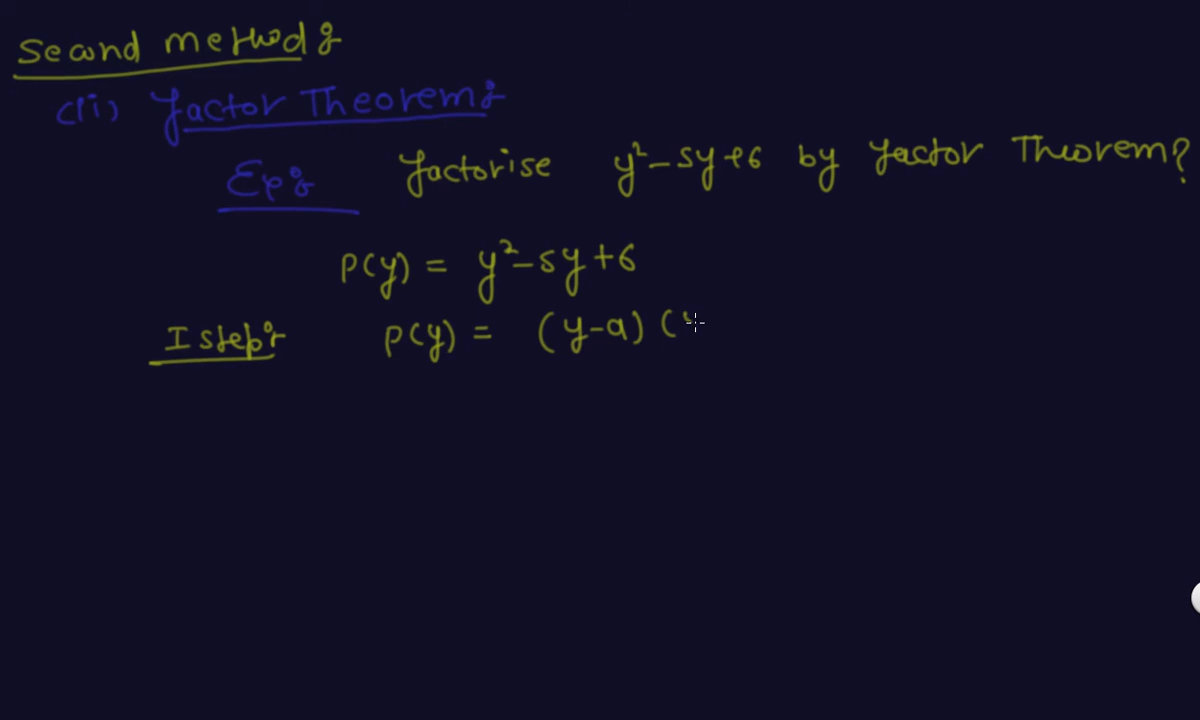 Second method :
(ii) Factor Theorem :
Ex : Factorise y² - 5y + 6 by Factor Theorem ?
P(y) = y² - 5y + 6
I step : P(y) = (y - a) (